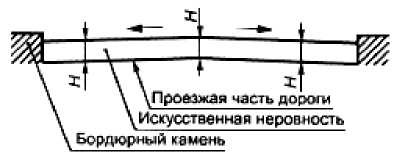 H
H
H
Проезжая часть дороги
Искусственная неровность
Бордюрный камень